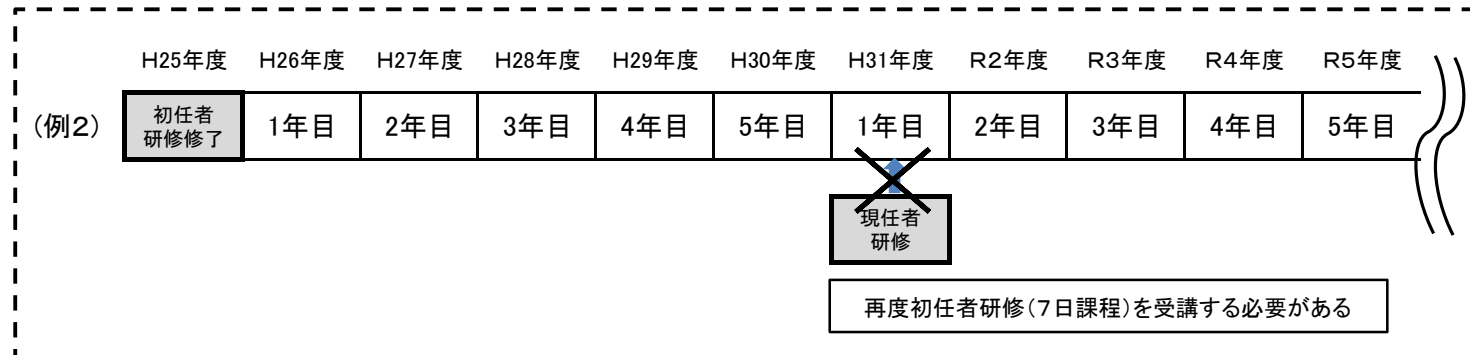 H25年度 H26年度 H27年度 H28年度 H29年度 H30年度 H31年度 R2年度 R3年度 R4年度 R5年度
(例2) 初任者 1年目 2年目 3年目 4年目 5年目 1年目 2年目 3年目 4年目 5年目
研修修了
現任者
研修
再度初任者研修(7日課程)を受講する必要がある